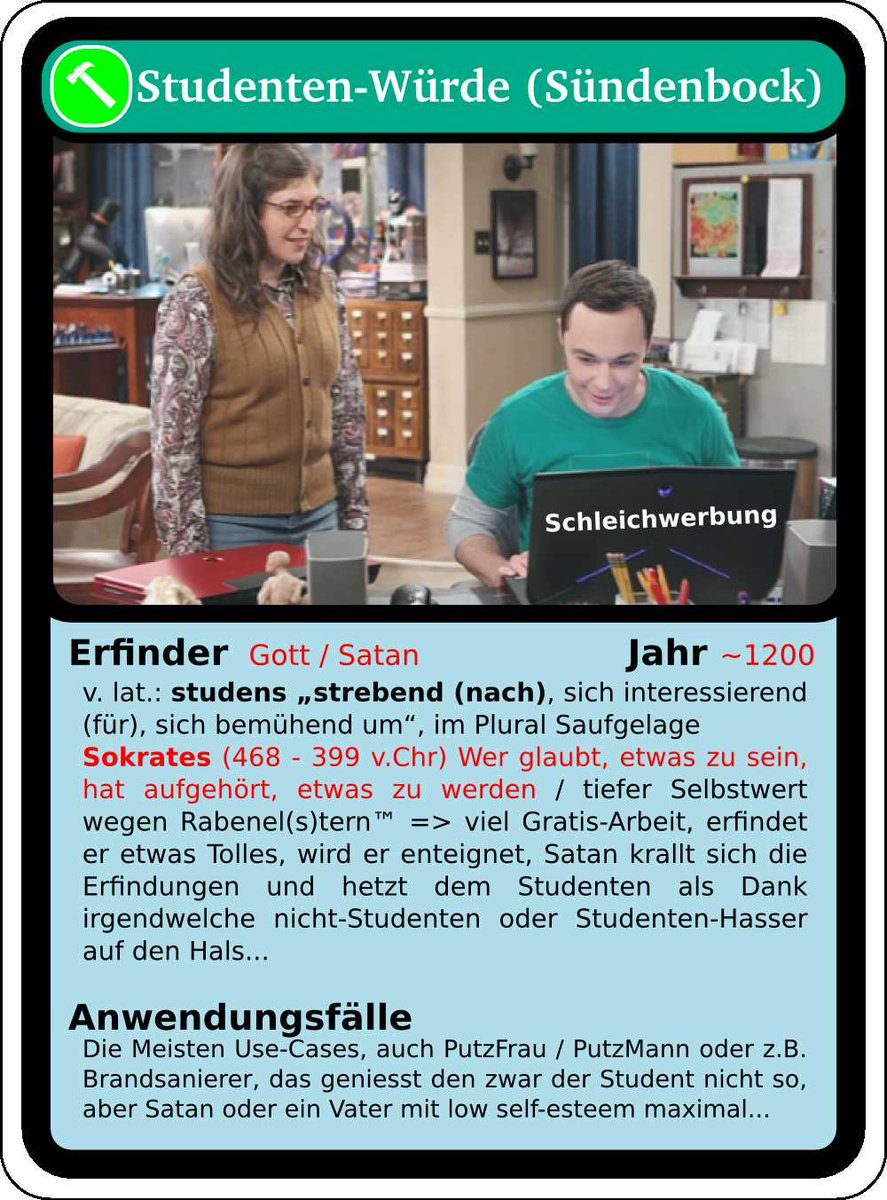 Studenten-Würde (Sündenbock)
Schleichwerbung
Erfinder Gott / Satan Jahr ~1200
v. lat.: studens „strebend (nach), sich interessierend
(für), sich bemühend um“, im Plural Saufgelage
Sokrates (468 - 399 v.Chr) Wer glaubt, etwas zu sein,
hat aufgehört, etwas zu werden / tiefer Selbstwert
wegen Rabenel(s)tern™ => viel Gratis-Arbeit, erfindet
er etwas Tolles, wird er enteignet, Satan krallt sich die
Erfindungen und hetzt dem Studenten als Dank
irgendwelche nicht-Studenten oder Studenten-Hasser
auf den Hals...
Anwendungsfälle
Die Meisten Use-Cases, auch PutzFrau / PutzMann oder z.B.
Brandsanierer, das geniesst den zwar der Student nicht so,
aber Satan oder ein Vater mit low self-esteem maximal...